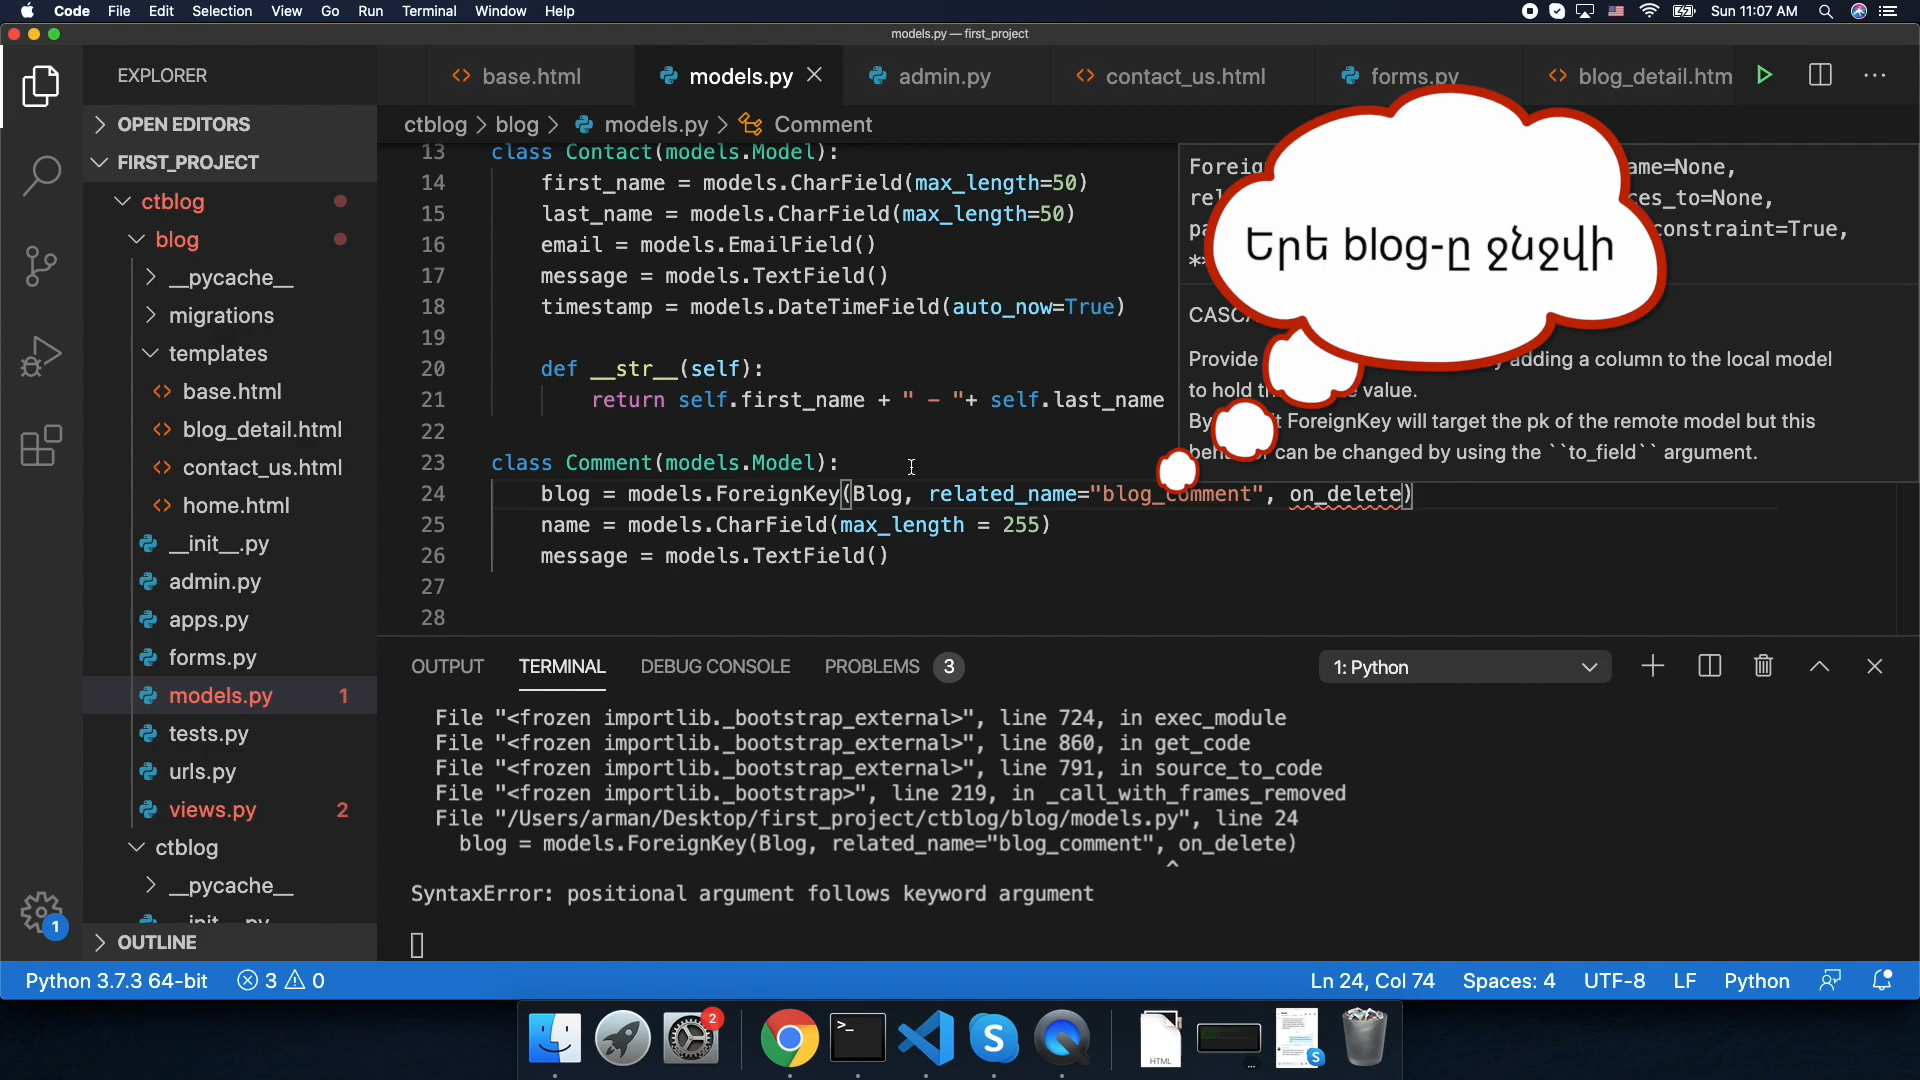 Code File Edit Selection View Go Run Terminal Window Help
Sun 11:07 AM
models.py — first_project
EXPLORER
base.html
models.py
admin.py
contact_us.html
forms.py
blog_detail.htm
OPEN EDITORS
FIRST_PROJECT
ctblog
blog
__pycache__
migrations
templates
base.html
blog_detail.html
contact_us.html
home.html
__init__.py
admin.py
apps.py
forms.py
models.py 1
tests.py
urls.py
views.py 2
ctblog
__pycache__
__init__.py
OUTLINE
1
ctblog > blog > models.py > Comment
13 class Contact(models.Model):
14 first_name = models.CharField(max_length=50)
15 last_name = models.CharField(max_length=50)
16 email = models.EmailField()
17 message = models.TextField()
18 timestamp = models.DateTimeField(auto_now=True)
19
20 def __str__(self):
21 return self.first_name + " – "+ self.last_name
22
23 class Comment(models.Model):
24 blog = models.ForeignKey(Blog, related_name="blog_comment", on_delete)
25 name = models.CharField(max_length = 255)
26 message = models.TextField()
27
28
=None,
=None,
constraint=True,
Provide adding a column to the local model
to hold value.
ForeignKey will target the pk of the remote model but this
can be changed by using the ``to_field`` argument.
Երե blog-ը ջնջվի
OUTPUT TERMINAL DEBUG CONSOLE PROBLEMS 3
1: Python
File "<frozen importlib._bootstrap_external>", line 724, in exec_module
File "<frozen importlib._bootstrap_external>", line 860, in get_code
File "<frozen importlib._bootstrap_external>", line 791, in source_to_code
File "<frozen importlib._bootstrap>", line 219, in _call_with_frames_removed
File "/Users/arman/Desktop/first_project/ctblog/blog/models.py", line 24
blog = models.ForeignKey(Blog, related_name="blog_comment", on_delete)
^
SyntaxError: positional argument follows keyword argument
Python 3.7.3 64-bit 3 0
Ln 24, Col 74 Spaces: 4 UTF-8 LF Python
2
HTML